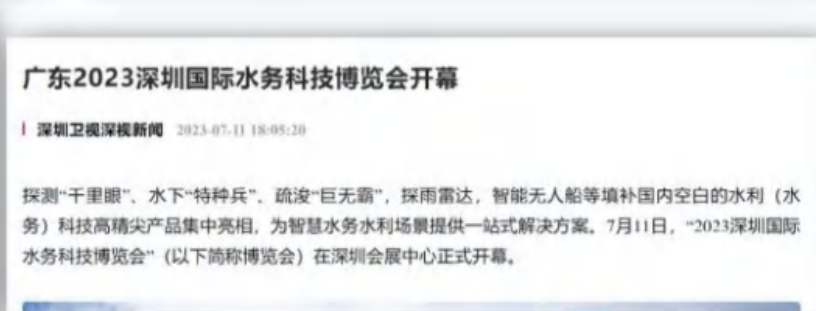 广东2023深圳国际水务科技博览会开幕
深圳卫视深视新闻 2023-07-11 18:05:20
探测“千里�”、水下“特种兵”、疏浚“巨无霸”，探雨雷达，智能无人船等填补国内空白的水利（水
务）科技高精尖产品集中亮相，为智慧水务水利场景提供一站式解决方案。7月11日，“2023深圳国际
水务科技博览会”（以下简称博览会）在深圳会展中心正式开幕。